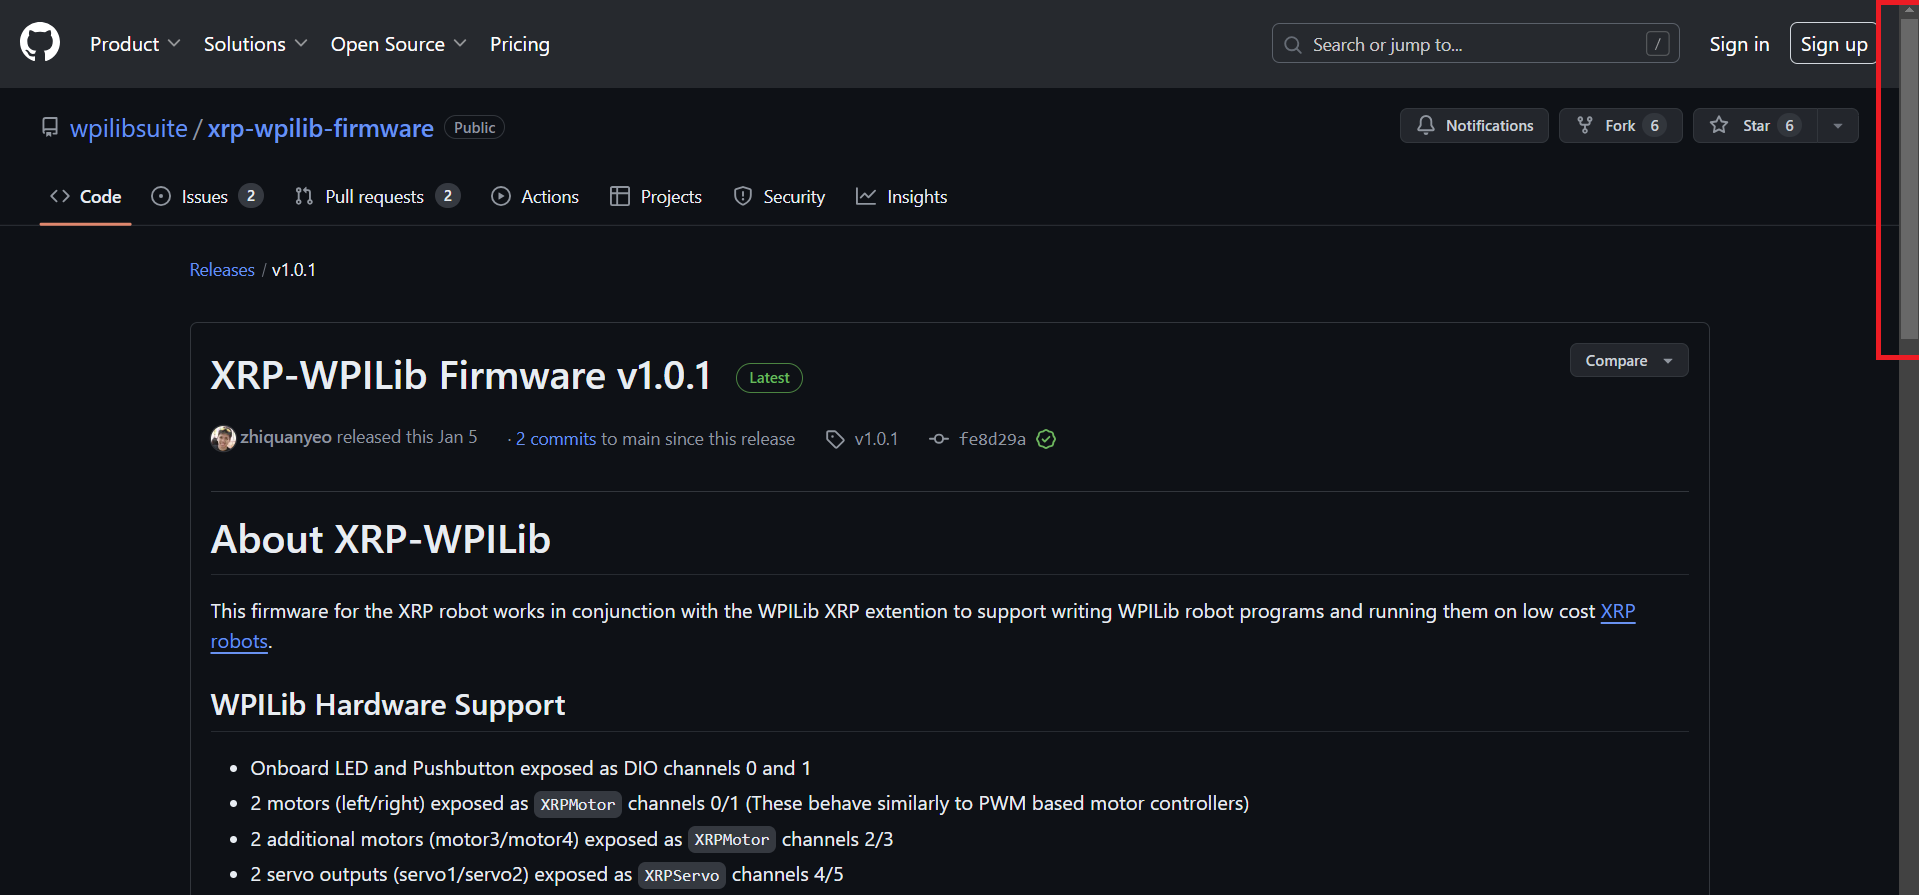 Product Solutions Open Source Pricing Search or jump to... / Sign in Sign up
wpilibsuite / xrp-wpilib-firmware Public Notifications Fork 6 Star 6
Code Issues 2 Pull requests 2 Actions Projects Security Insights
Releases / v1.0.1
XRP-WPILib Firmware v1.0.1 Latest Compare
zhiquanyeo released this Jan 5 · 2 commits to main since this release v1.0.1 fe8d29a
About XRP-WPILib
This firmware for the XRP robot works in conjunction with the WPILib XRP extention to support writing WPILib robot programs and running them on low cost XRP
robots.
WPILib Hardware Support
• Onboard LED and Pushbutton exposed as DIO channels 0 and 1
• 2 motors (left/right) exposed as XRPMotor channels 0/1 (These behave similarly to PWM based motor controllers)
• 2 additional motors (motor3/motor4) exposed as XRPMotor channels 2/3
• 2 servo outputs (servo1/servo2) exposed as XRPServo channels 4/5